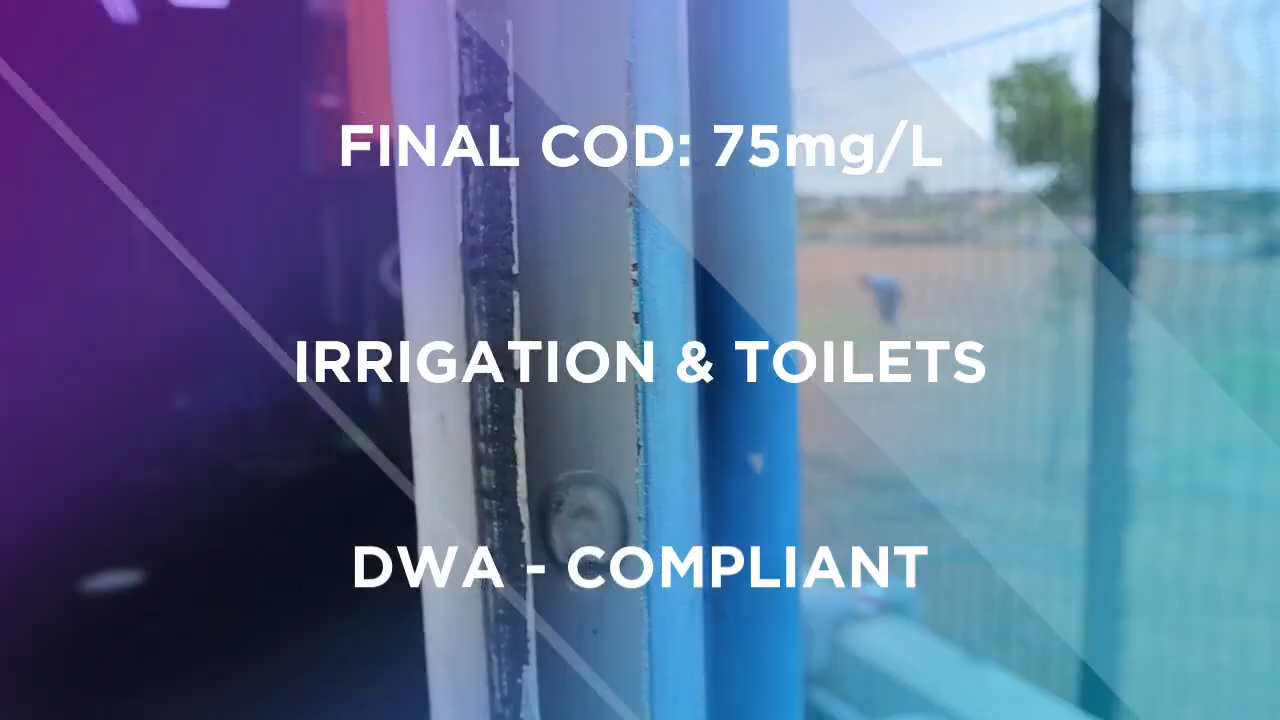 FINAL COD: 75mg/L
IRRIGATION & TOILETS
DWA - COMPLIANT